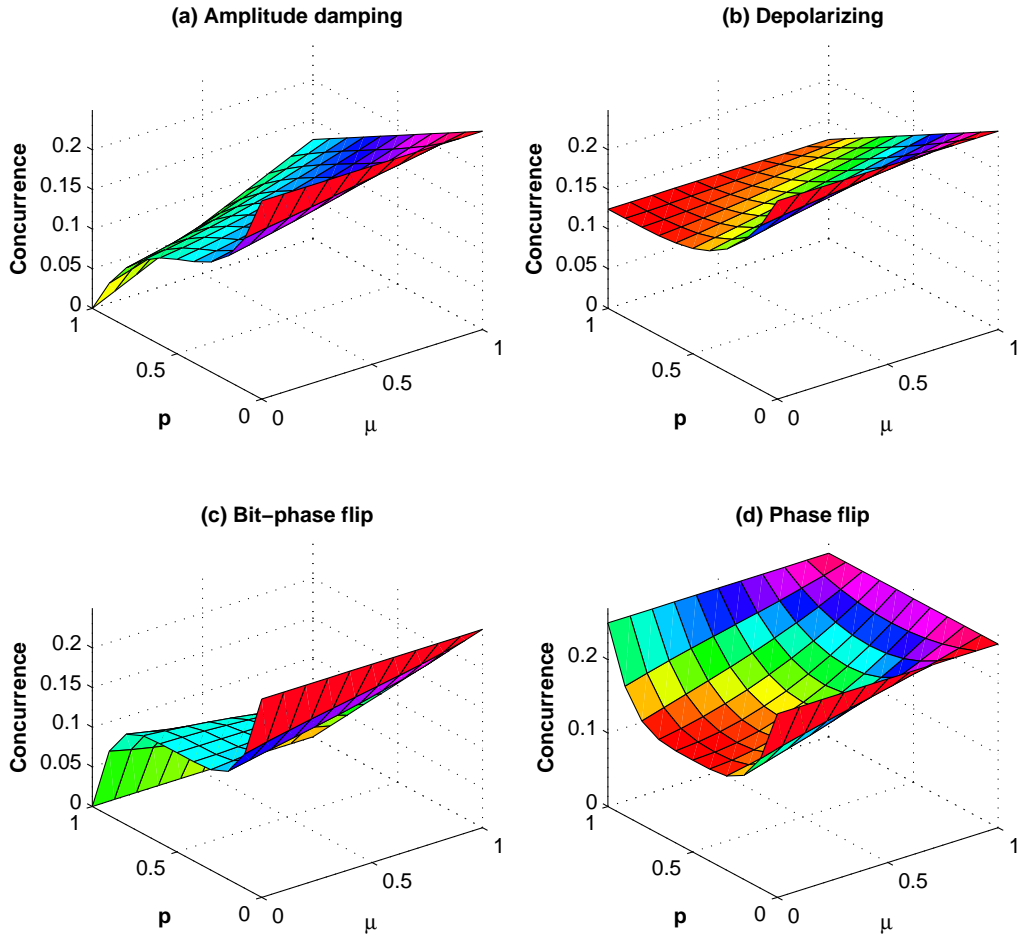 (a) Amplitude damping
Concurrence
0.2
0.15
0.1
0.05
0
1
0.5
0
p
0
0.5
1
μ
(b) Depolarizing
Concurrence
0.2
0.15
0.1
0.05
0
1
0.5
0
p
0
0.5
1
μ
(c) Bit−phase flip
Concurrence
0.2
0.15
0.1
0.05
0
1
0.5
0
p
0
0.5
1
μ
(d) Phase flip
Concurrence
0.2
0.1
0
1
0.5
0
p
0
0.5
1
μ